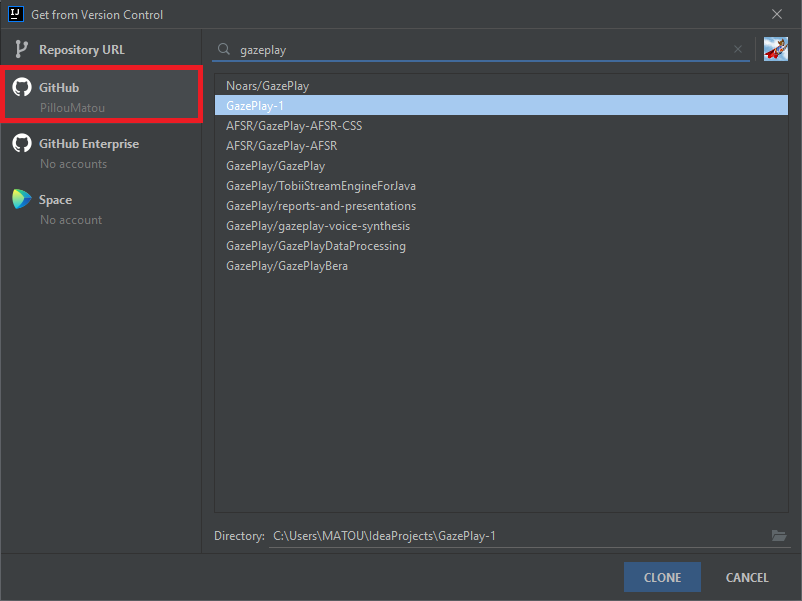 IJ
Get from Version Control
Repository URL
GitHub
PillouMatou
GitHub Enterprise
No accounts
Space
No account
gazeplay
Noars/GazePlay
GazePlay-1
AFSR/GazePlay-AFSR-CSS
AFSR/GazePlay-AFSR
GazePlay/GazePlay
GazePlay/TobiiStreamEngineForJava
GazePlay/reports-and-presentations
GazePlay/gazeplay-voice-synthesis
GazePlay/GazePlayDataProcessing
GazePlay/GazePlayBera
Directory: C:\Users\MATOU\IdeaProjects\GazePlay-1
CLONE CANCEL